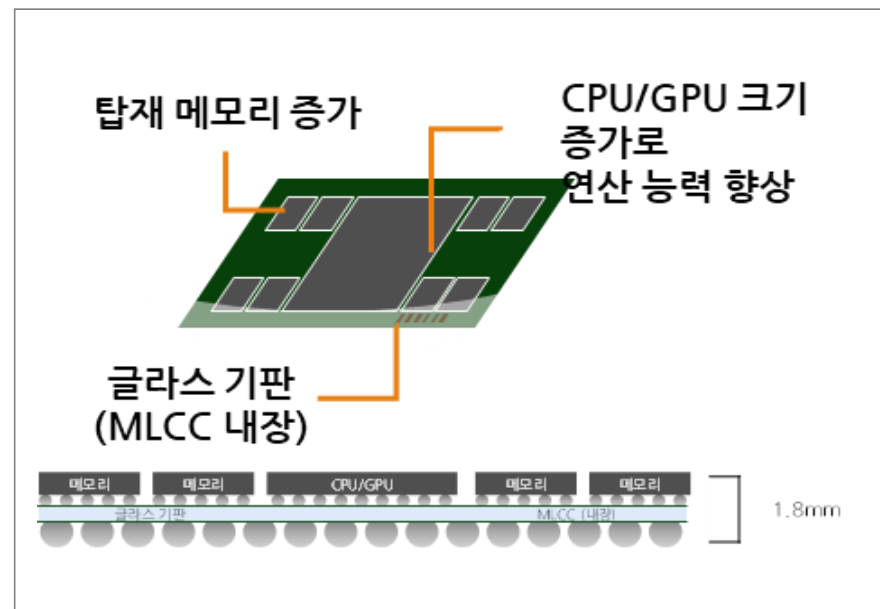 탑재 메모리 증가
CPU/GPU 크기
증가로
연산 능력 향상
글라스 기판
(MLCC 내장)
메모리
메모리
CPU/GPU
메모리
메모리
글라스 기판
MLCC (내장)
1.8mm